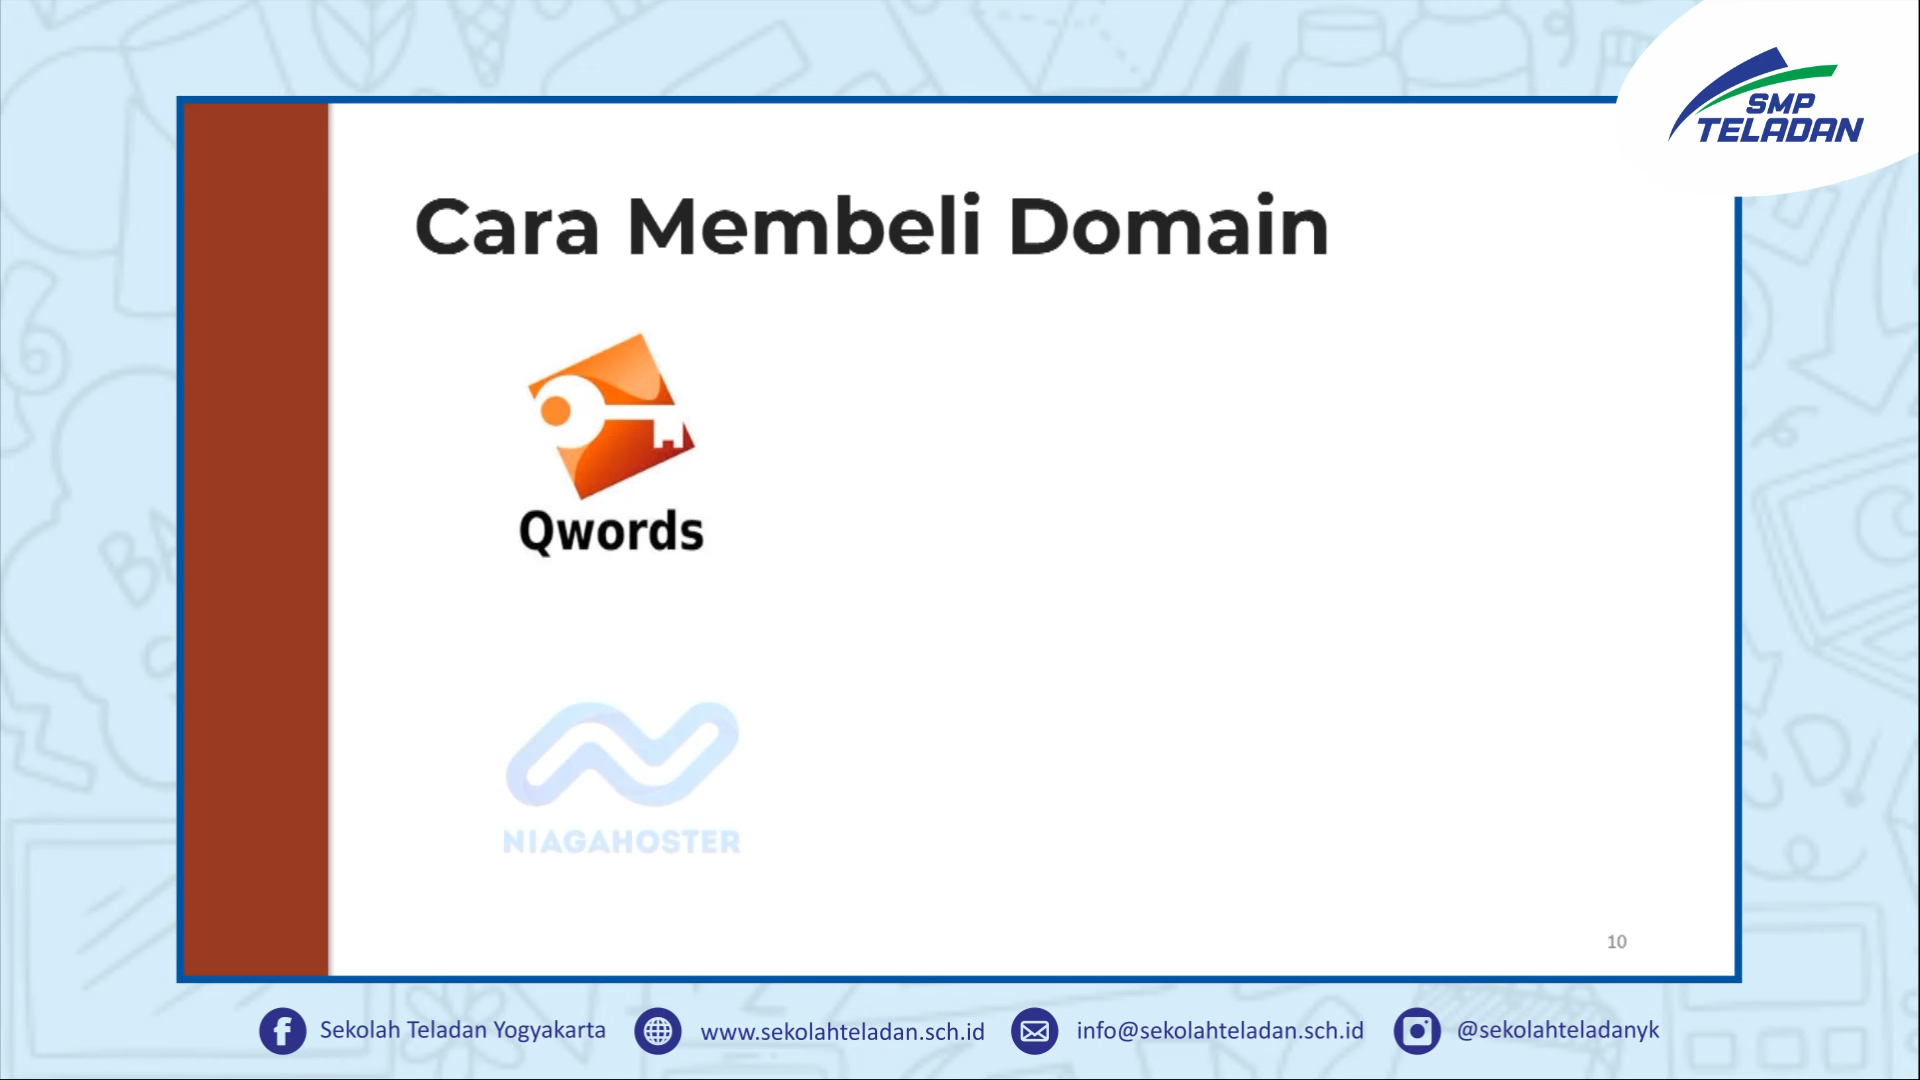 SMP
TELADAN
Cara Membeli Domain
Qwords
NIAGAHOSTER
10
Sekolah Teladan Yogyakarta
www.sekolahteladan.sch.id
info@sekolahteladan.sch.id
@sekolahteladanyk